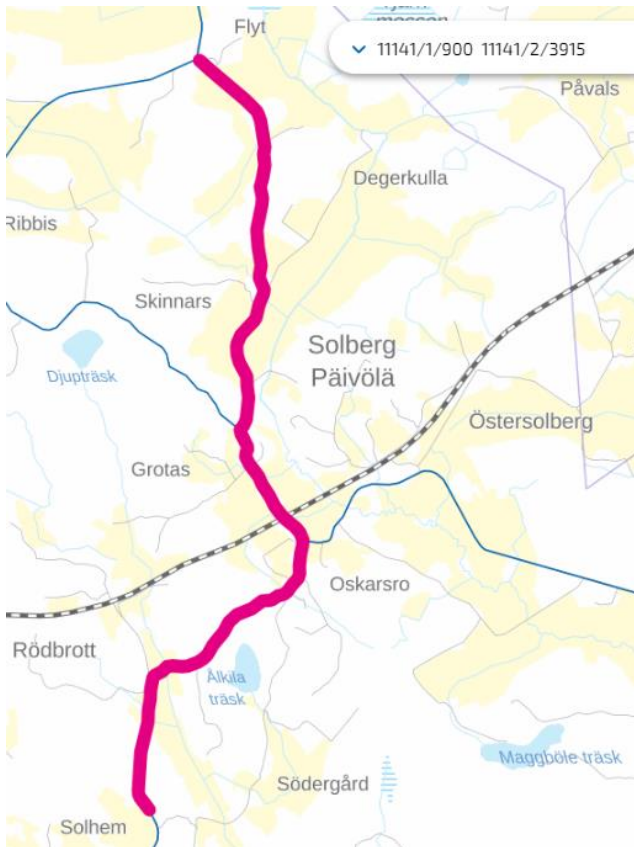 Flyt
11141/1/900 11141/2/3915
Påvals
Degerkulla
Ribbis
Skinnars
Solberg
Päivölä
Djupträsk
Östersolberg
Grotas
Oskarsro
Rödbrott
Ålkila
träsk
Maggböle träsk
Södergård
Solhem